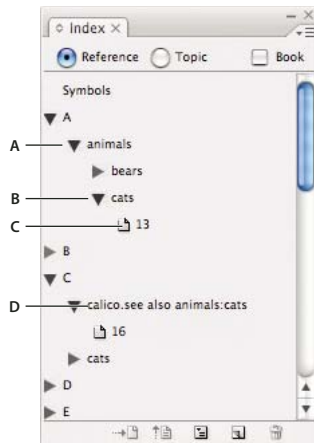 Index
Reference Topic Book
Symbols
A
A animals
bears
B cats
C 13
B
C
D calico.see also animals:cats
16
cats
D
E